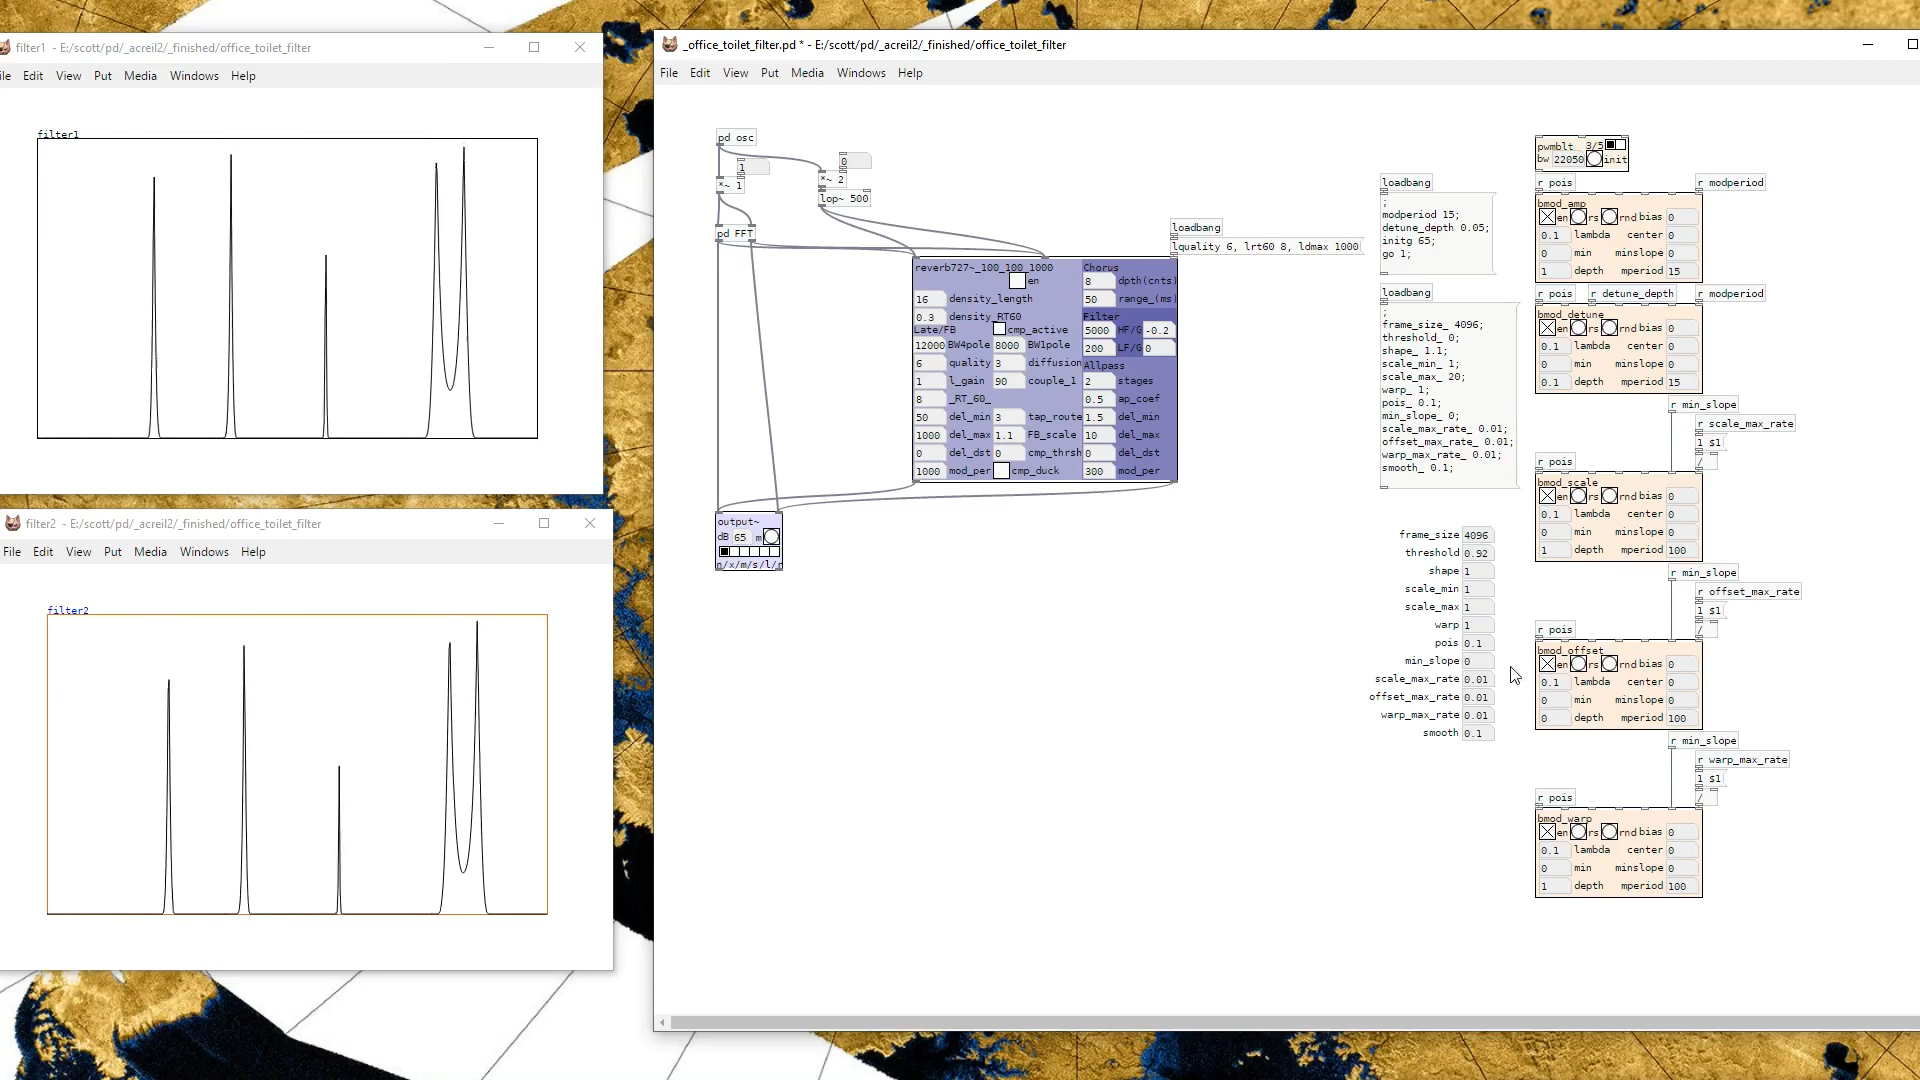 filter1 - E:/scott/pd/_acreil2/_finished/office_toilet_filter
ile Edit View Put Media Windows Help
filter1
filter2 - E:/scott/pd/_acreil2/_finished/office_toilet_filter
File Edit View Put Media Windows Help
filter2
_office_toilet_filter.pd * - E:/scott/pd/_acreil2/_finished/office_toilet_filter
File Edit View Put Media Windows Help
pd osc
1
0
*~ 1
*~ 2
lop~ 500
pd FFT
loadbang
lquality 6, lrt60 8, ldmax 1000
reverb727~_100_100_1000
en
16 density_length
0.3 density_RT60
Late/FB cmp_active
12000 BW4pole 8000 BW1pole
6 quality 3 diffusion
1 l_gain 90 couple_1
8 _RT_60_
50 del_min 3 tap_route
1000 del_max 1.1 FB_scale
0 del_dst 0 cmp_thrsh
1000 mod_per cmp_duck
Chorus
8 dpth(cnts)
50 range_(ms)
Filter
5000 HF/G -0.2
200 LF/G 0
Allpass
2 stages
0.5 ap_coef
1.5 del_min
10 del_max
0 del_dst
300 mod_per
output~
dB 65 m
n/x/m/s/l/r
loadbang
;
modperiod 15;
detune_depth 0.05;
initg 65;
go 1;
loadbang
;
frame_size_ 4096;
threshold_ 0;
shape_ 1.1;
scale_min_ 1;
scale_max_ 20;
warp_ 1;
pois_ 0.1;
min_slope_ 0;
scale_max_rate_ 0.01;
offset_max_rate_ 0.01;
warp_max_rate_ 0.01;
smooth_ 0.1;
frame_size 4096
threshold 0.92
shape 1
scale_min 1
scale_max 1
warp 1
pois 0.1
min_slope 0
scale_max_rate 0.01
offset_max_rate 0.01
warp_max_rate 0.01
smooth 0.1
pwmblt 3/5
bw 22050 init
r pois r modperiod
bmod_amp
en rs rnd bias 0
0.1 lambda center 0
0 min minslope 0
1 depth mperiod 15
r pois r detune_depth r modperiod
bmod_detune
en rs rnd bias 0
0.1 lambda center 0
0 min minslope 0
0.1 depth mperiod 15
r min_slope
r scale_max_rate
1 $1
/
r pois
bmod_scale
en rs rnd bias 0
0.1 lambda center 0
0 min minslope 0
1 depth mperiod 100
r min_slope
r offset_max_rate
1 $1
/
r pois
bmod_offset
en rs rnd bias 0
0.1 lambda center 0
0 min minslope 0
0 depth mperiod 100
r min_slope
r warp_max_rate
1 $1
/
r pois
bmod_warp
en rs rnd bias 0
0.1 lambda center 0
0 min minslope 0
1 depth mperiod 100